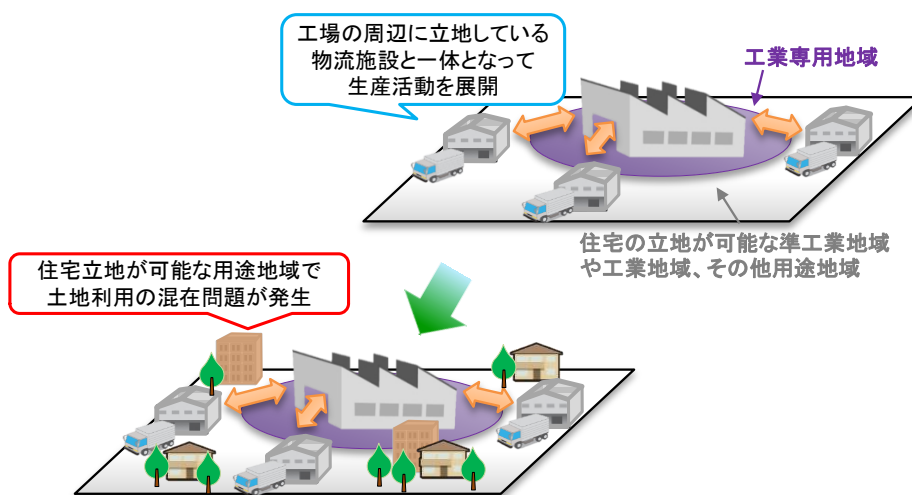 工場の周辺に立地している
物流施設と一体となって
生産活動を展開
工業専用地域
住宅の立地が可能な準工業地域
や工業地域、その他用途地域
住宅立地が可能な用途地域で
土地利用の混在問題が発生